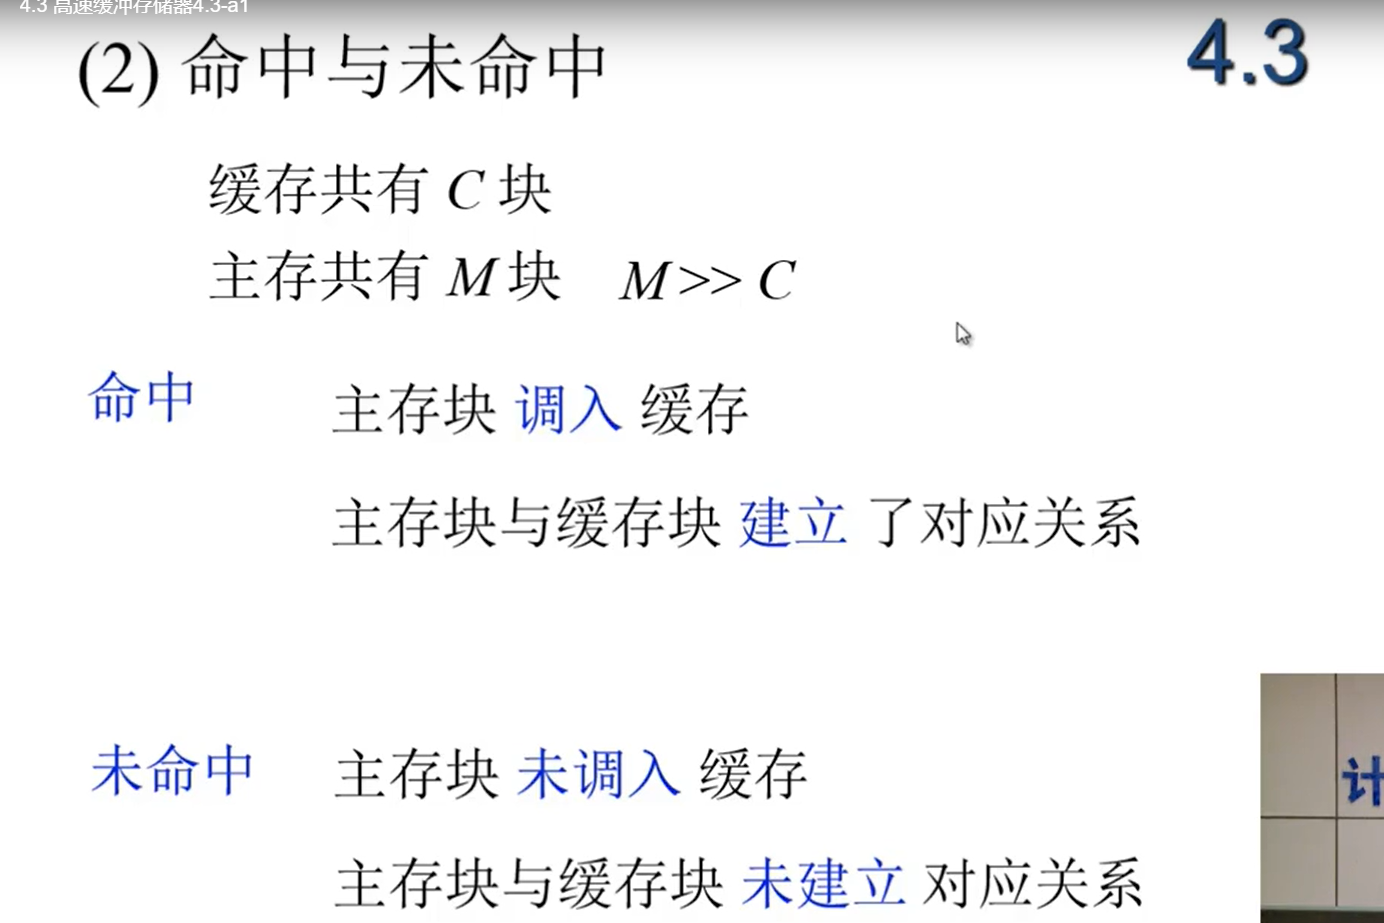 4.3 高速缓冲存储器4.3-a1
(2) 命中与未命中
4.3
缓存共有 C 块
主存共有 M 块 M >> C
命中
主存块 调入 缓存
主存块与缓存块 建立 了对应关系
未命中
主存块 未调入 缓存
主存块与缓存块 未建立 对应关系
计